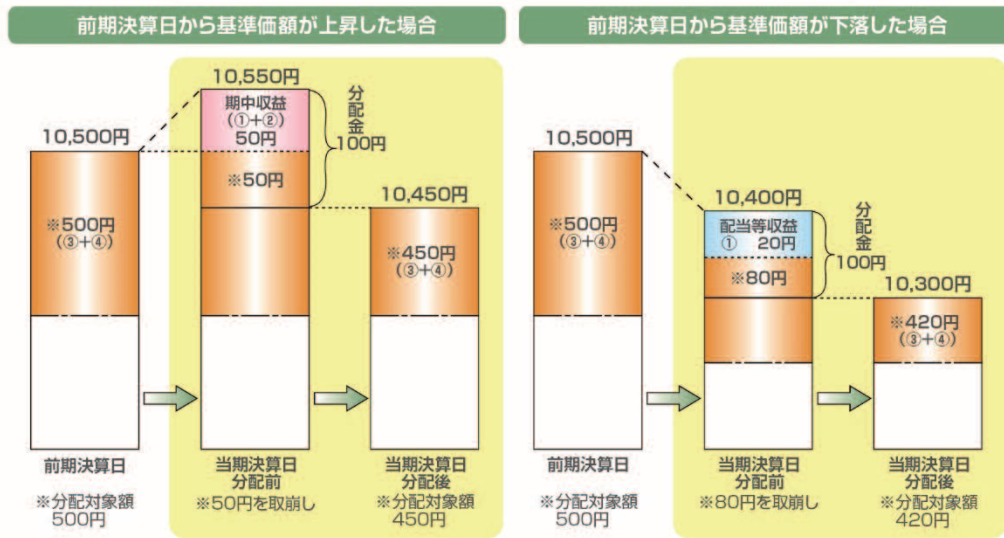 前期決算日から基準価額が上昇した場合
10,550円
期中収益
(①+②)
50円
分配金
100円
10,500円
※500円
(③+④)
※50円
10,450円
※450円
(③+④)
前期決算日
当期決算日
分配前
当期決算日
分配後
※分配対象額
500円
※50円を取崩し
※分配対象額
450円
前期決算日から基準価額が下落した場合
10,500円
※500円
(③+④)
10,400円
配当等収益
① 20円
分配金
100円
※80円
10,300円
※420円
(③+④)
前期決算日
当期決算日
分配前
当期決算日
分配後
※分配対象額
500円
※80円を取崩し
※分配対象額
420円